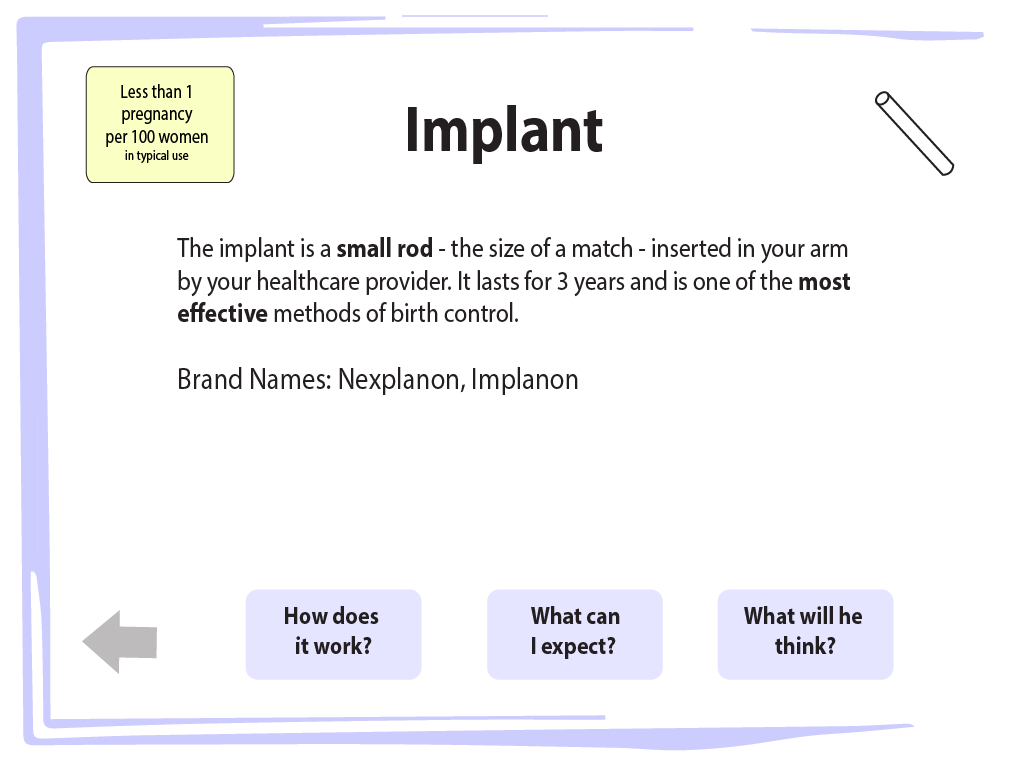 Less than 1
pregnancy
per 100 women
in typical use
Implant
The implant is a small rod - the size of a match - inserted in your arm
by your healthcare provider. It lasts for 3 years and is one of the most
effective methods of birth control.
Brand Names: Nexplanon, Implanon
How does
it work?
What can
I expect?
What will he
think?